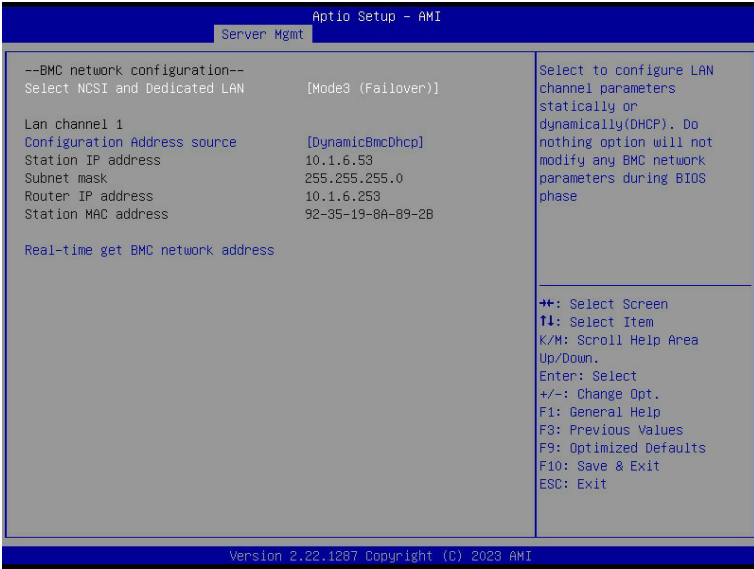 Aptio Setup – AMI
Server Mgmt
--BMC network configuration--
Select NCSI and Dedicated LAN [Mode3 (Failover)]
Lan channel 1
Configuration Address source [DynamicBmcDhcp]
Station IP address 10.1.6.53
Subnet mask 255.255.255.0
Router IP address 10.1.6.253
Station MAC address 92-35-19-8A-89-2B
Real-time get BMC network address
Select to configure LAN
channel parameters
statically or
dynamically(DHCP). Do
nothing option will not
modify any BMC network
parameters during BIOS
phase
→←: Select Screen
↑↓: Select Item
K/M: Scroll Help Area
Up/Down.
Enter: Select
+/-: Change Opt.
F1: General Help
F3: Previous Values
F9: Optimized Defaults
F10: Save & Exit
ESC: Exit
Version 2.22.1287 Copyright (C) 2023 AMI